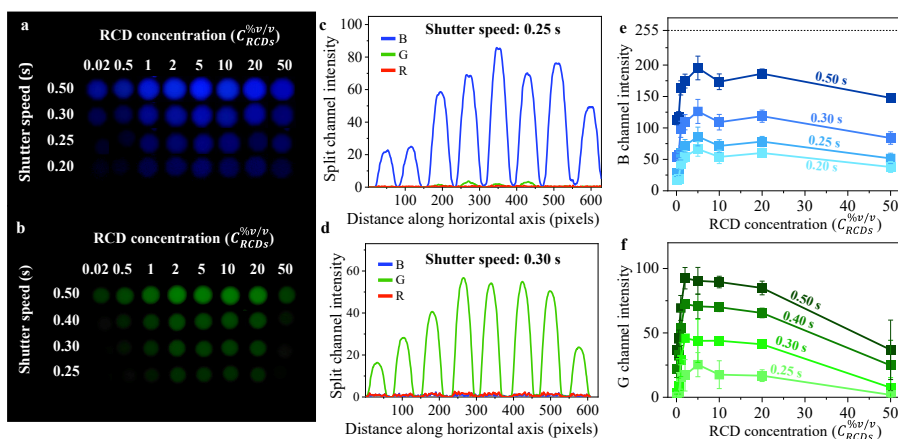 a
RCD concentration (C_RCDs^%v/v)
0.02 0.5 1 2 5 10 20 50
Shutter speed (s)
0.50
0.30
0.25
0.20
b
RCD concentration (C_RCDs^%v/v)
0.02 0.5 1 2 5 10 20 50
Shutter speed (s)
0.50
0.40
0.30
0.25
c
Shutter speed: 0.25 s
B
G
R
Split channel intensity
100
80
60
40
20
0
0 100 200 300 400 500 600
Distance along horizontal axis (pixels)
d
Shutter speed: 0.30 s
B
G
R
Split channel intensity
60
40
20
0
100 200 300 400 500 600
Distance along horizontal axis (pixels)
e
B channel intensity
255
200
150
100
50
0
0.50 s
0.30 s
0.25 s
0.20 s
0 10 20 30 40 50
RCD concentration (C_RCDs^%v/v)
f
G channel intensity
100
50
0
0.50 s
0.40 s
0.30 s
0.25 s
0 10 20 30 40 50
RCD concentration (C_RCDs^%v/v)